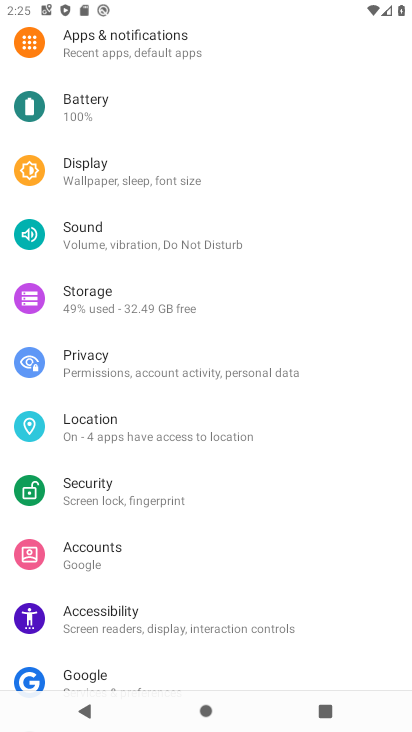 2:25
Apps & notifications
Recent apps, default apps
Battery
100%
Display
Wallpaper, sleep, font size
Sound
Volume, vibration, Do Not Disturb
Storage
49% used - 32.49 GB free
Privacy
Permissions, account activity, personal data
Location
On - 4 apps have access to location
Security
Screen lock, fingerprint
Accounts
Google
Accessibility
Screen readers, display, interaction controls
Google
Services & preferences